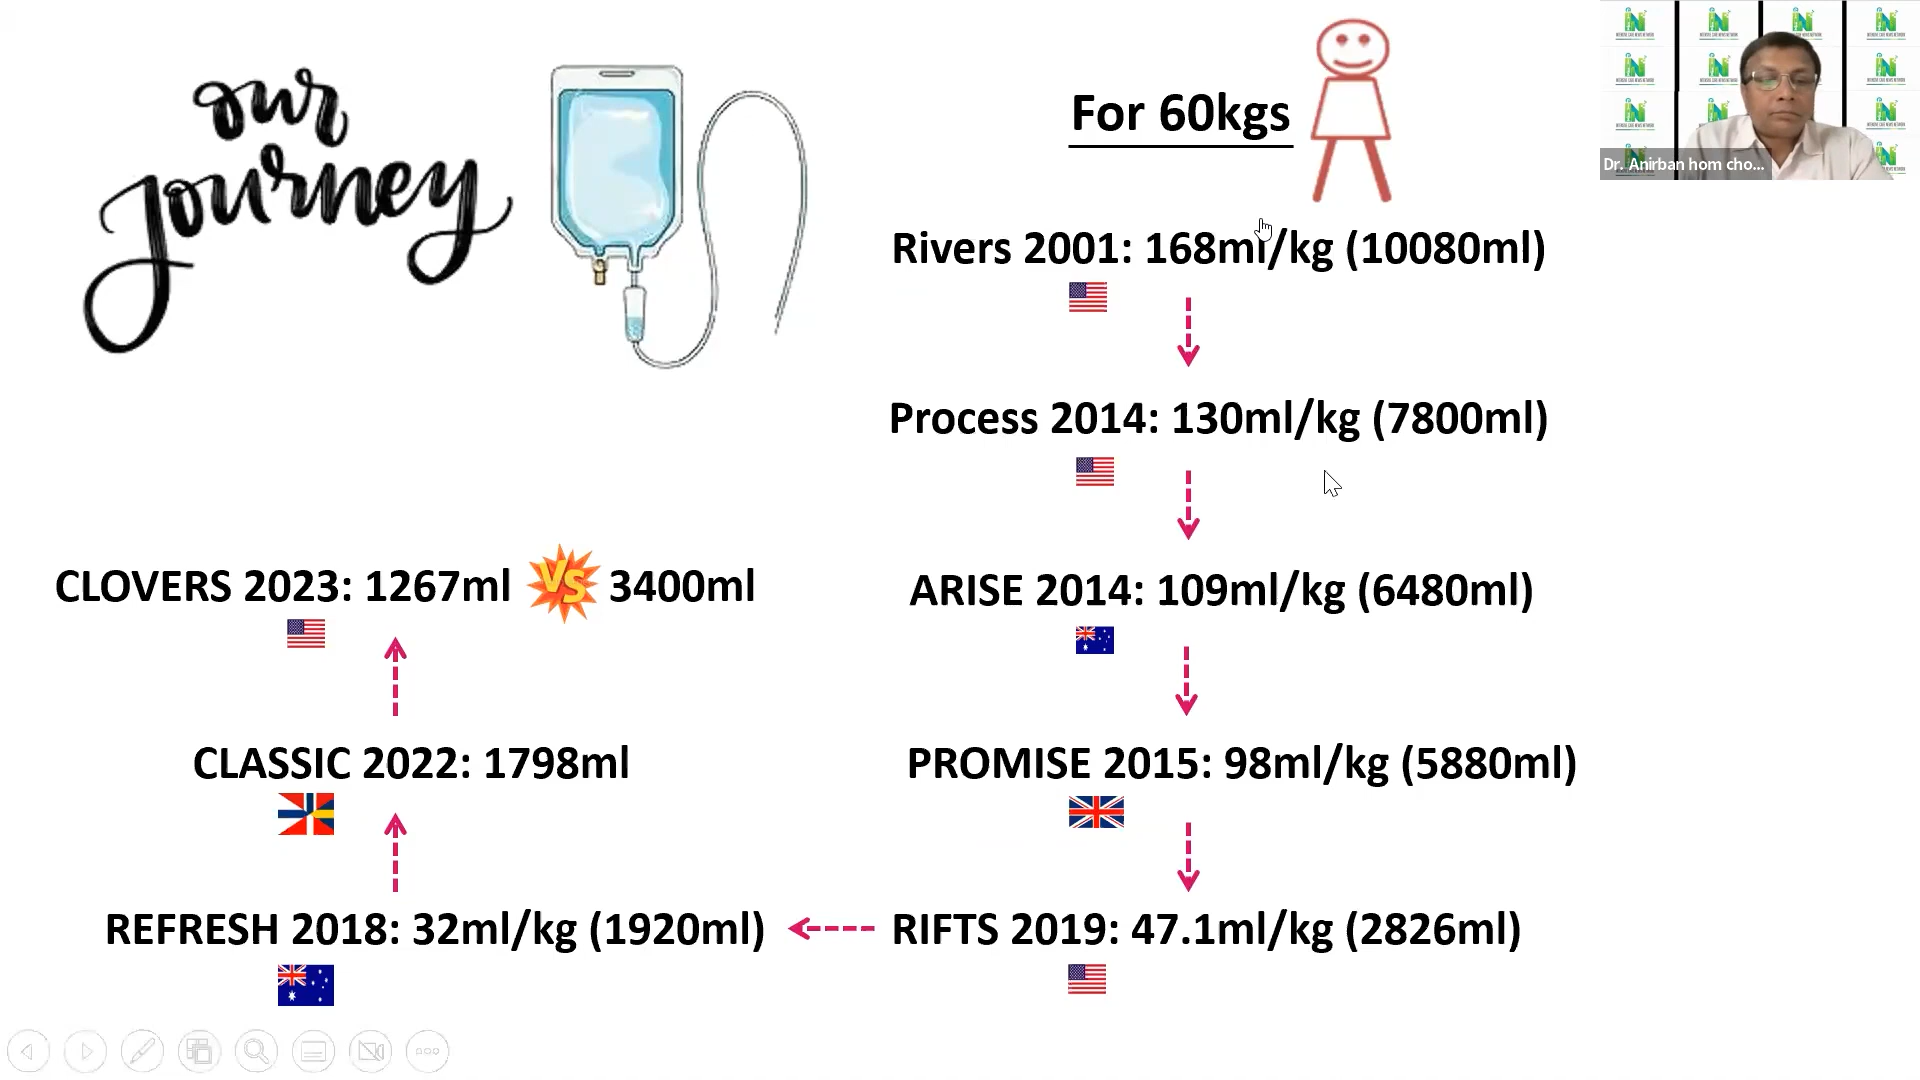 our
journey
For 60kgs
Rivers 2001: 168ml/kg (10080ml)
Process 2014: 130ml/kg (7800ml)
ARISE 2014: 109ml/kg (6480ml)
PROMISE 2015: 98ml/kg (5880ml)
RIFTS 2019: 47.1ml/kg (2826ml)
REFRESH 2018: 32ml/kg (1920ml)
CLASSIC 2022: 1798ml
CLOVERS 2023: 1267ml VS 3400ml
Dr. Anirban hom cho...